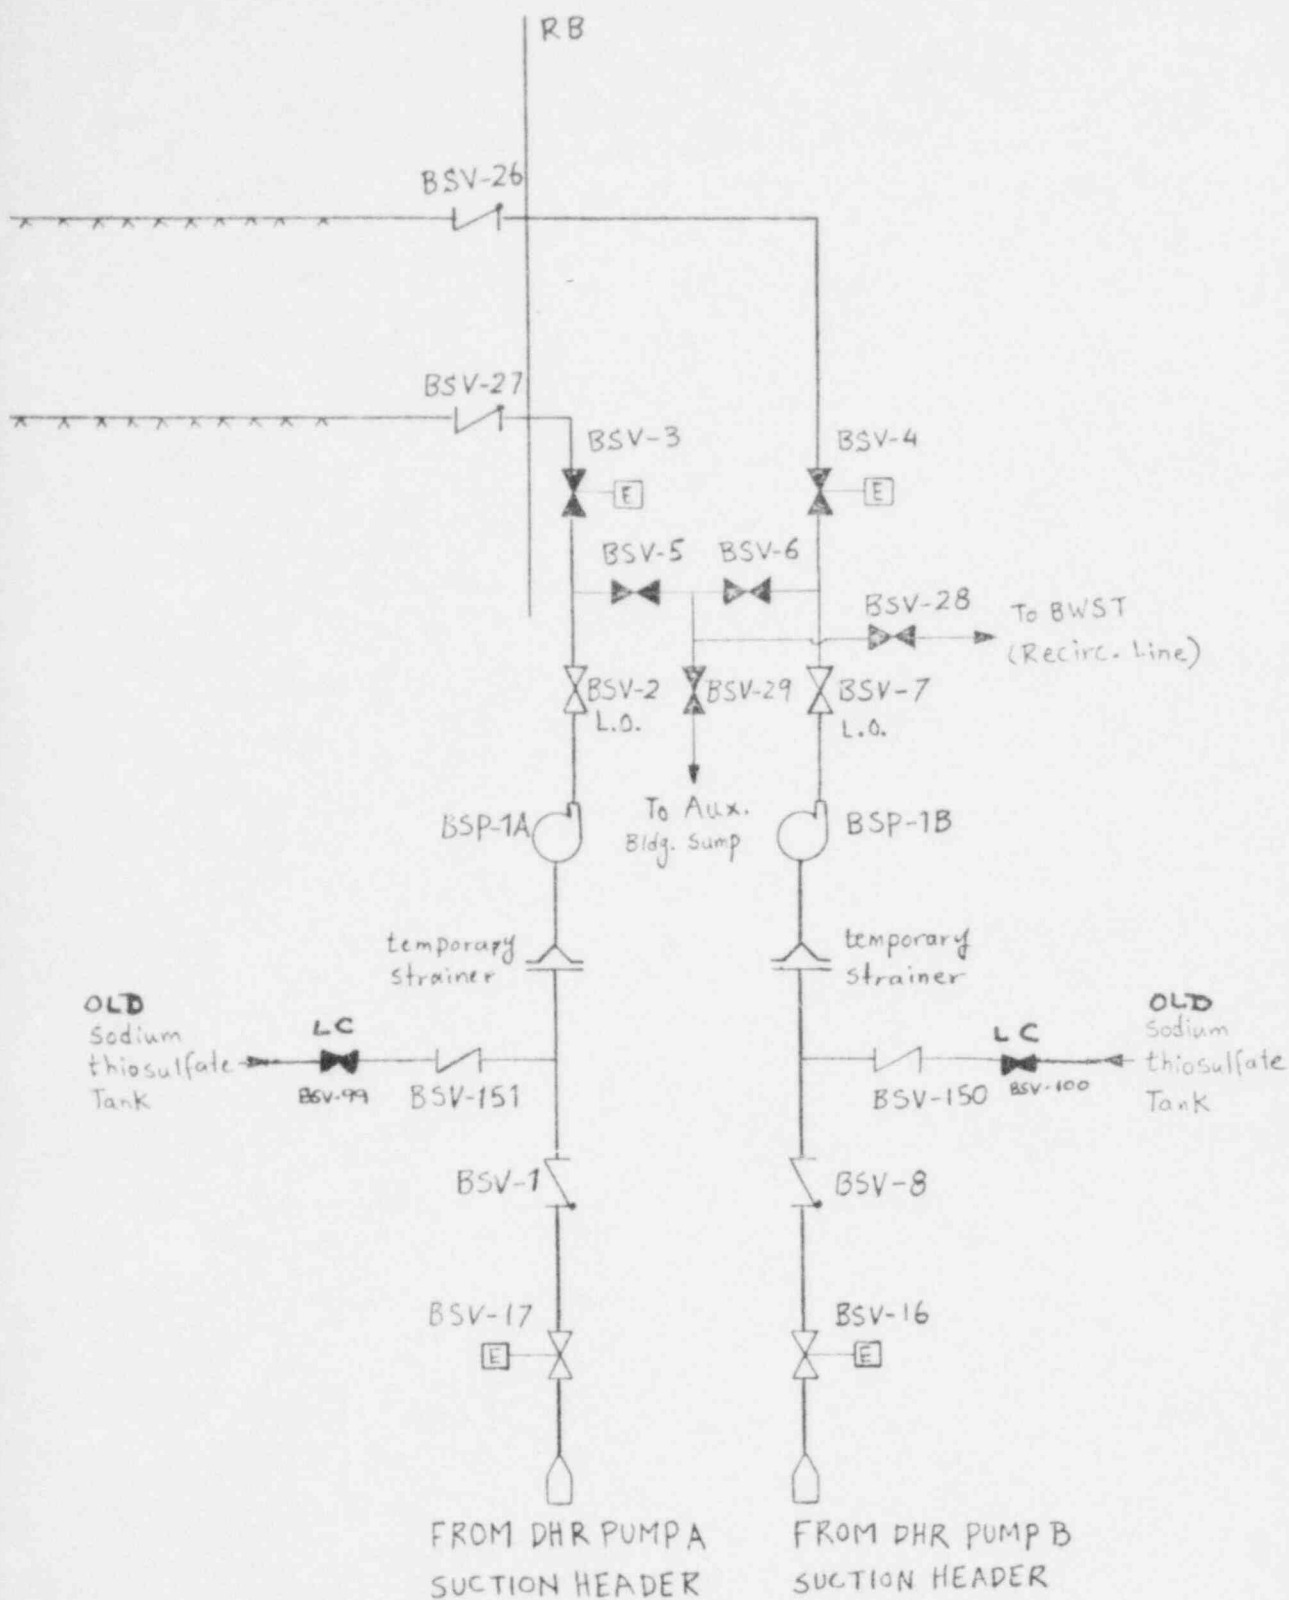 RB
BSV-26
BSV-27
BSV-3
BSV-4
E
E
BSV-5
BSV-6
BSV-28
To BWST
(Recirc. Line)
BSV-2
L.O.
BSV-29
BSV-7
L.O.
To Aux.
Bldg. Sump
BSP-1A
BSP-1B
temporary
strainer
temporary
strainer
OLD
Sodium
thiosulfate
Tank
LC
BSV-99
BSV-151
BSV-150
LC
BSV-100
OLD
Sodium
thiosulfate
Tank
BSV-1
BSV-8
BSV-17
E
BSV-16
E
FROM DHR PUMP A
SUCTION HEADER
FROM DHR PUMP B
SUCTION HEADER